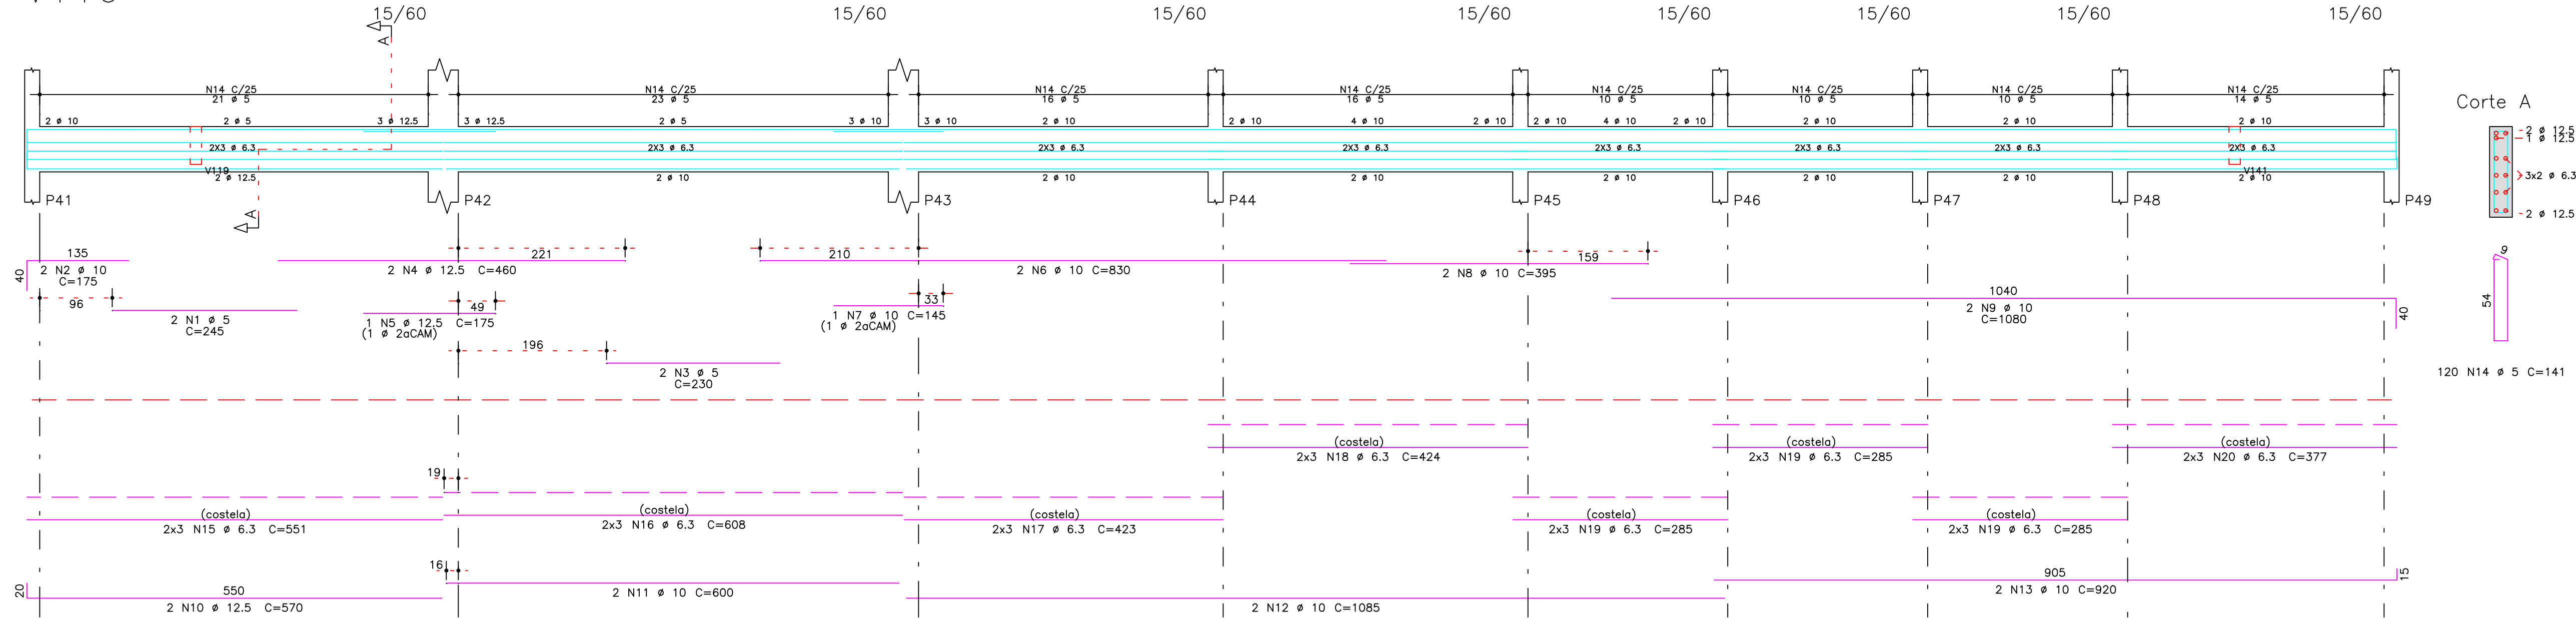 15/60 15/60 15/60 15/60 15/60 15/60 15/60 15/60
A
N14 C/25 N14 C/25 N14 C/25 N14 C/25 N14 C/25 N14 C/25 N14 C/25 N14 C/25
21 ø 5 23 ø 5 16 ø 5 16 ø 5 10 ø 5 10 ø 5 10 ø 5 14 ø 5
Corte A
2 ø 10 2 ø 5 3 ø 12.5 3 ø 12.5 2 ø 5 3 ø 10 3 ø 10 2 ø 10 2 ø 10 4 ø 10 2 ø 10 2 ø 10 4 ø 10 2 ø 10 2 ø 10 2 ø 10 2 ø 10
2 ø 12.5
1 ø 12.5
2X3 ø 6.3 2X3 ø 6.3 2X3 ø 6.3 2X3 ø 6.3 2X3 ø 6.3 2X3 ø 6.3 2X3 ø 6.3 2X3 ø 6.3
V119 V141
3x2 ø 6.3
2 ø 12.5 2 ø 10 2 ø 10 2 ø 10 2 ø 10 2 ø 10 2 ø 10 2 ø 10
P41 P42 P43 P44 P45 P46 P47 P48 P49
A
2 ø 12.5
135 221 210 159
40
2 N2 ø 10
C=175
2 N4 ø 12.5 C=460
2 N6 ø 10 C=830
2 N8 ø 10 C=395
9
54
96 49 33 1040
2 N1 ø 5
C=245
1 N5 ø 12.5 C=175
(1 ø 2aCAM)
1 N7 ø 10 C=145
(1 ø 2aCAM)
2 N9 ø 10
C=1080
40
196
2 N3 ø 5
C=230
120 N14 ø 5 C=141
(costela) (costela) (costela)
2x3 N18 ø 6.3 C=424 2x3 N19 ø 6.3 C=285 2x3 N20 ø 6.3 C=377
19
(costela) (costela) (costela) (costela) (costela)
2x3 N15 ø 6.3 C=551 2x3 N16 ø 6.3 C=608 2x3 N17 ø 6.3 C=423 2x3 N19 ø 6.3 C=285 2x3 N19 ø 6.3 C=285
16
20 550 905 15
2 N10 ø 12.5 C=570 2 N11 ø 10 C=600 2 N12 ø 10 C=1085 2 N13 ø 10 C=920